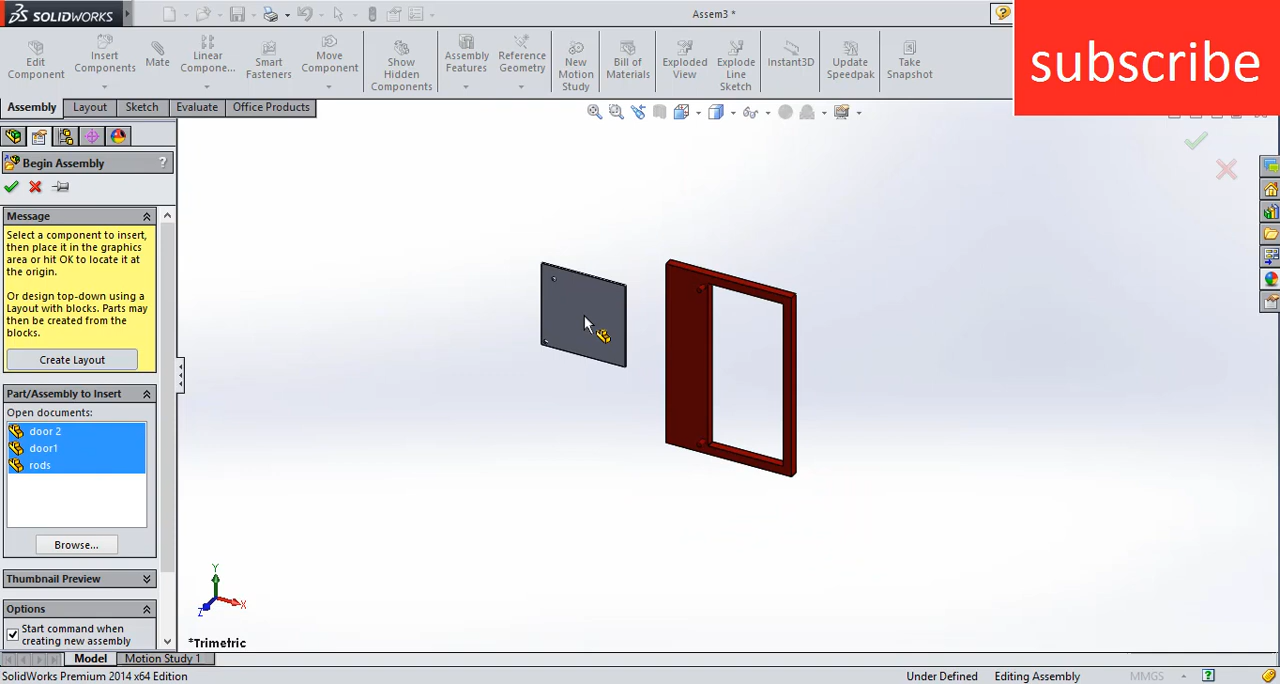 SOLIDWORKS
Assem3 *
subscribe
Edit Component
Insert Components
Mate
Linear Compone...
Smart Fasteners
Move Component
Show Hidden Components
Assembly Features
Reference Geometry
New Motion Study
Bill of Materials
Exploded View
Explode Line Sketch
Instant3D
Update Speedpak
Take Snapshot
Assembly
Layout
Sketch
Evaluate
Office Products
Begin Assembly
?
Message
Select a component to insert,
then place it in the graphics
area or hit OK to locate it at
the origin.
Or design top-down using a
Layout with blocks. Parts may
then be created from the
blocks.
Create Layout
Part/Assembly to Insert
Open documents:
door 2
door1
rods
Browse...
Thumbnail Preview
Options
Start command when
creating new assembly
Y
X
Z
*Trimetric
Model
Motion Study 1
SolidWorks Premium 2014 x64 Edition
Under Defined
Editing Assembly
MMGS
?